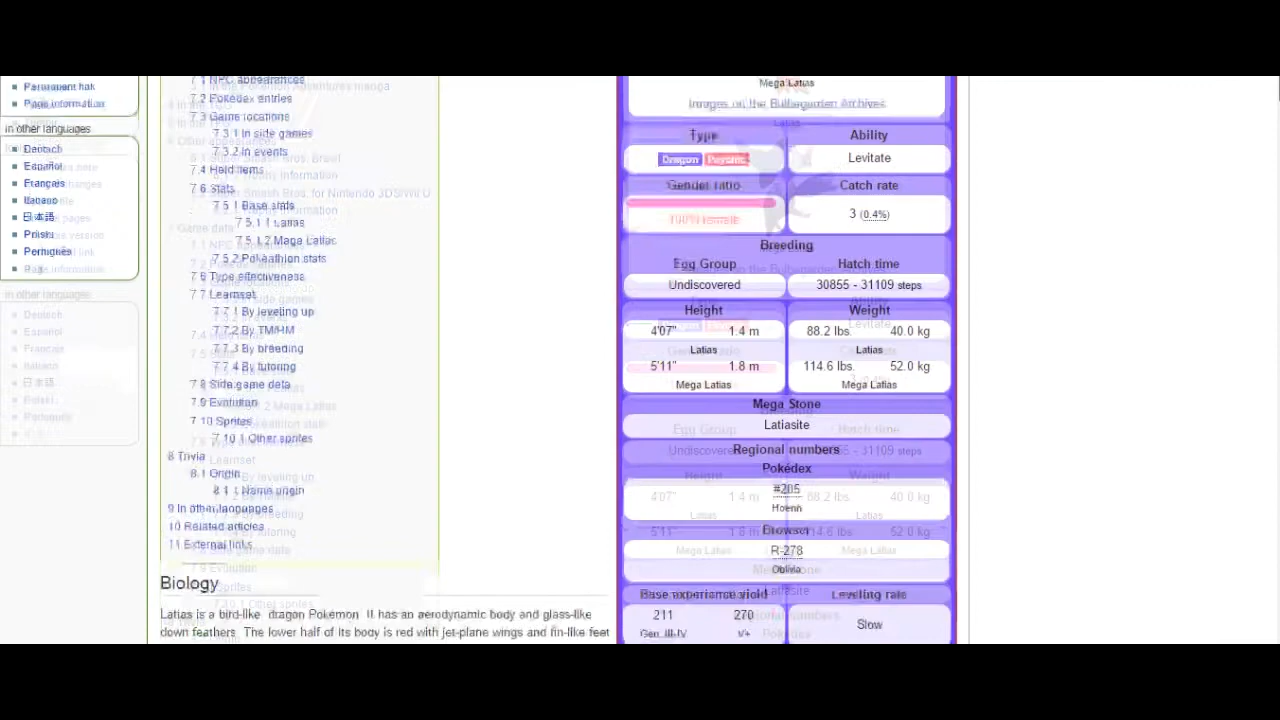 Permanent link
Page information
in other languages
Deutsch
Español
Français
Italiano
日本語
Polski
Português
7.1 NPC appearances
7.2 Pokédex entries
7.3 Game locations
7.3.1 In side games
7.3.2 In events
7.4 Held items
7.5 Stats
7.5.1 Base stats
7.5.1.1 Latias
7.5.1.2 Mega Latias
7.5.2 Pokéathlon stats
7.6 Type effectiveness
7.7 Learnset
7.7.1 By leveling up
7.7.2 By TM/HM
7.7.3 By breeding
7.7.4 By tutoring
7.8 Side game data
7.9 Evolution
7.10 Sprites
7.10.1 Other sprites
8 Trivia
8.1 Origin
8.1.1 Name origin
9 In other languages
10 Related articles
11 External links
Biology
Latias is a bird-like dragon Pokémon. It has an aerodynamic body and glass-like
down feathers. The lower half of its body is red with jet-plane wings and fin-like feet
Mega Latias
Images on the Bulbagarden Archives
Type Ability
Dragon Psychic Levitate
Gender ratio Catch rate
100% female 3 (0.4%)
Breeding
Egg Group Hatch time
Undiscovered 30855 - 31109 steps
Height Weight
4'07" 1.4 m 88.2 lbs. 40.0 kg
Latias Latias
5'11" 1.8 m 114.6 lbs. 52.0 kg
Mega Latias Mega Latias
Mega Stone
Latiasite
Regional numbers
Pokédex
#205
Hoenn
Browser
R-278
Oblivia
Base experience yield Leveling rate
211 270 Slow
Gen. III-IV V+